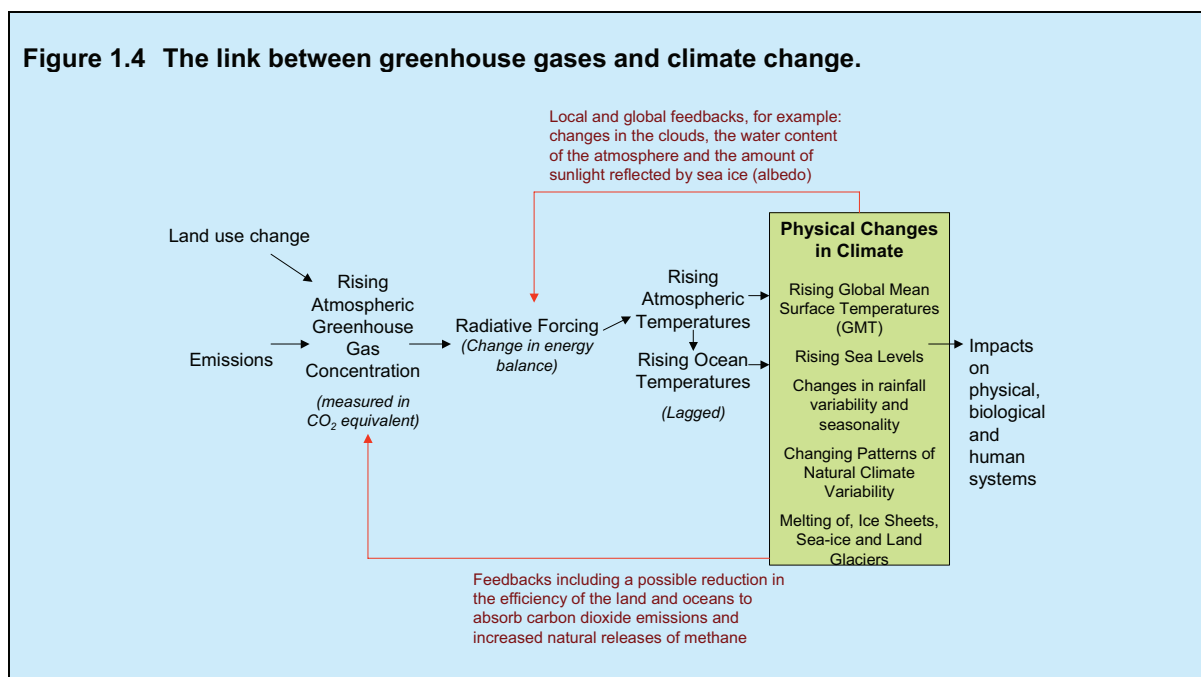 Figure 1.4 The link between greenhouse gases and climate change.
Local and global feedbacks, for example:
changes in the clouds, the water content
of the atmosphere and the amount of
sunlight reflected by sea ice (albedo)
Land use change
Emissions
Rising
Atmospheric
Greenhouse
Gas
Concentration
(measured in
CO2 equivalent)
Radiative Forcing
(Change in energy
balance)
Rising
Atmospheric
Temperatures
Rising Ocean
Temperatures
(Lagged)
Physical Changes
in Climate
Rising Global Mean
Surface Temperatures
(GMT)
Rising Sea Levels
Changes in rainfall
variability and
seasonality
Changing Patterns of
Natural Climate
Variability
Melting of, Ice Sheets,
Sea-ice and Land
Glaciers
Impacts
on
physical,
biological
and
human
systems
Feedbacks including a possible reduction in
the efficiency of the land and oceans to
absorb carbon dioxide emissions and
increased natural releases of methane